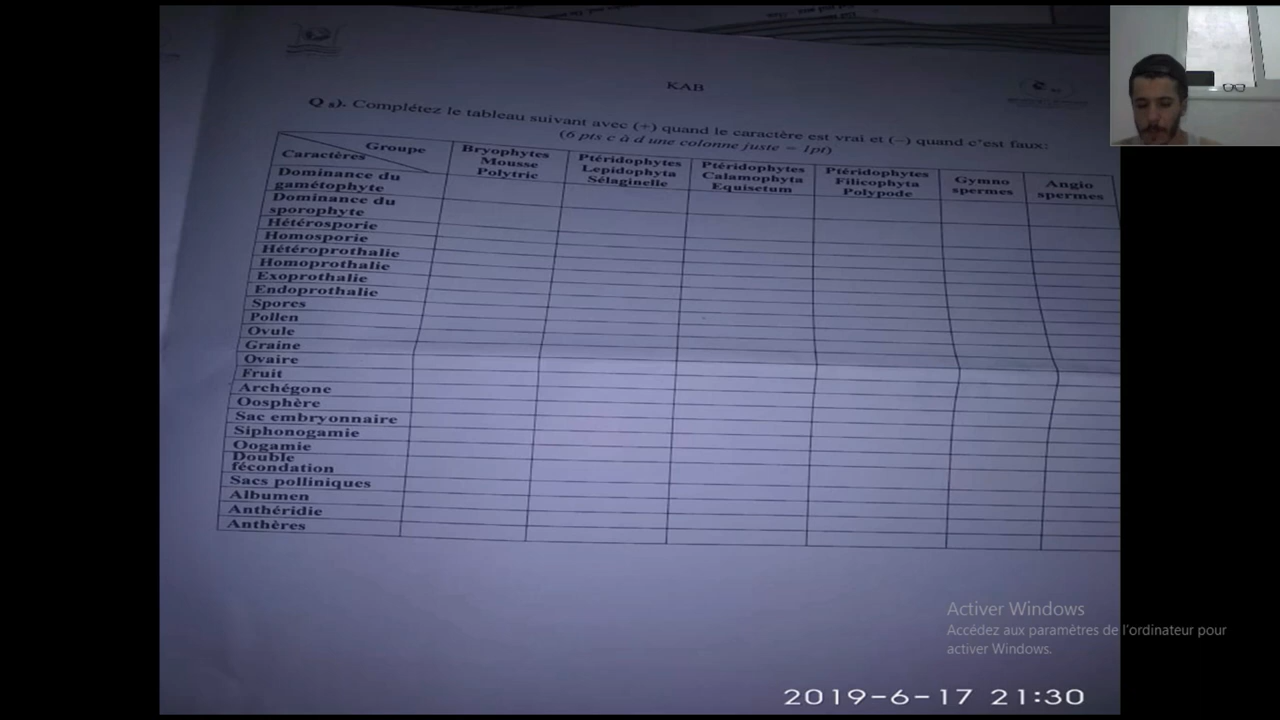 KAB
Q 8). Complétez le tableau suivant avec (+) quand le caractère est vrai et (–) quand c'est faux:
(6 pts c à d une colonne juste = 1pt)
Groupe
Caractères
Bryophytes
Mousse
Polytric
Ptéridophytes
Lepidophyta
Sélaginelle
Ptéridophytes
Calamophyta
Equisetum
Ptéridophytes
Filicophyta
Polypode
Gymno
spermes
Angio
spermes
Dominance du
gamétophyte
Dominance du
sporophyte
Hétérosporie
Homosporie
Hétéroprothalie
Homoprothalie
Exoprothalie
Endoprothalie
Spores
Pollen
Ovule
Graine
Ovaire
Fruit
Archégone
Oosphère
Sac embryonnaire
Siphonogamie
Oogamie
Double
fécondation
Sacs polliniques
Albumen
Anthéridie
Anthères
Activer Windows
Accédez aux paramètres de l'ordinateur pour
activer Windows.
2019-6-17 21:30